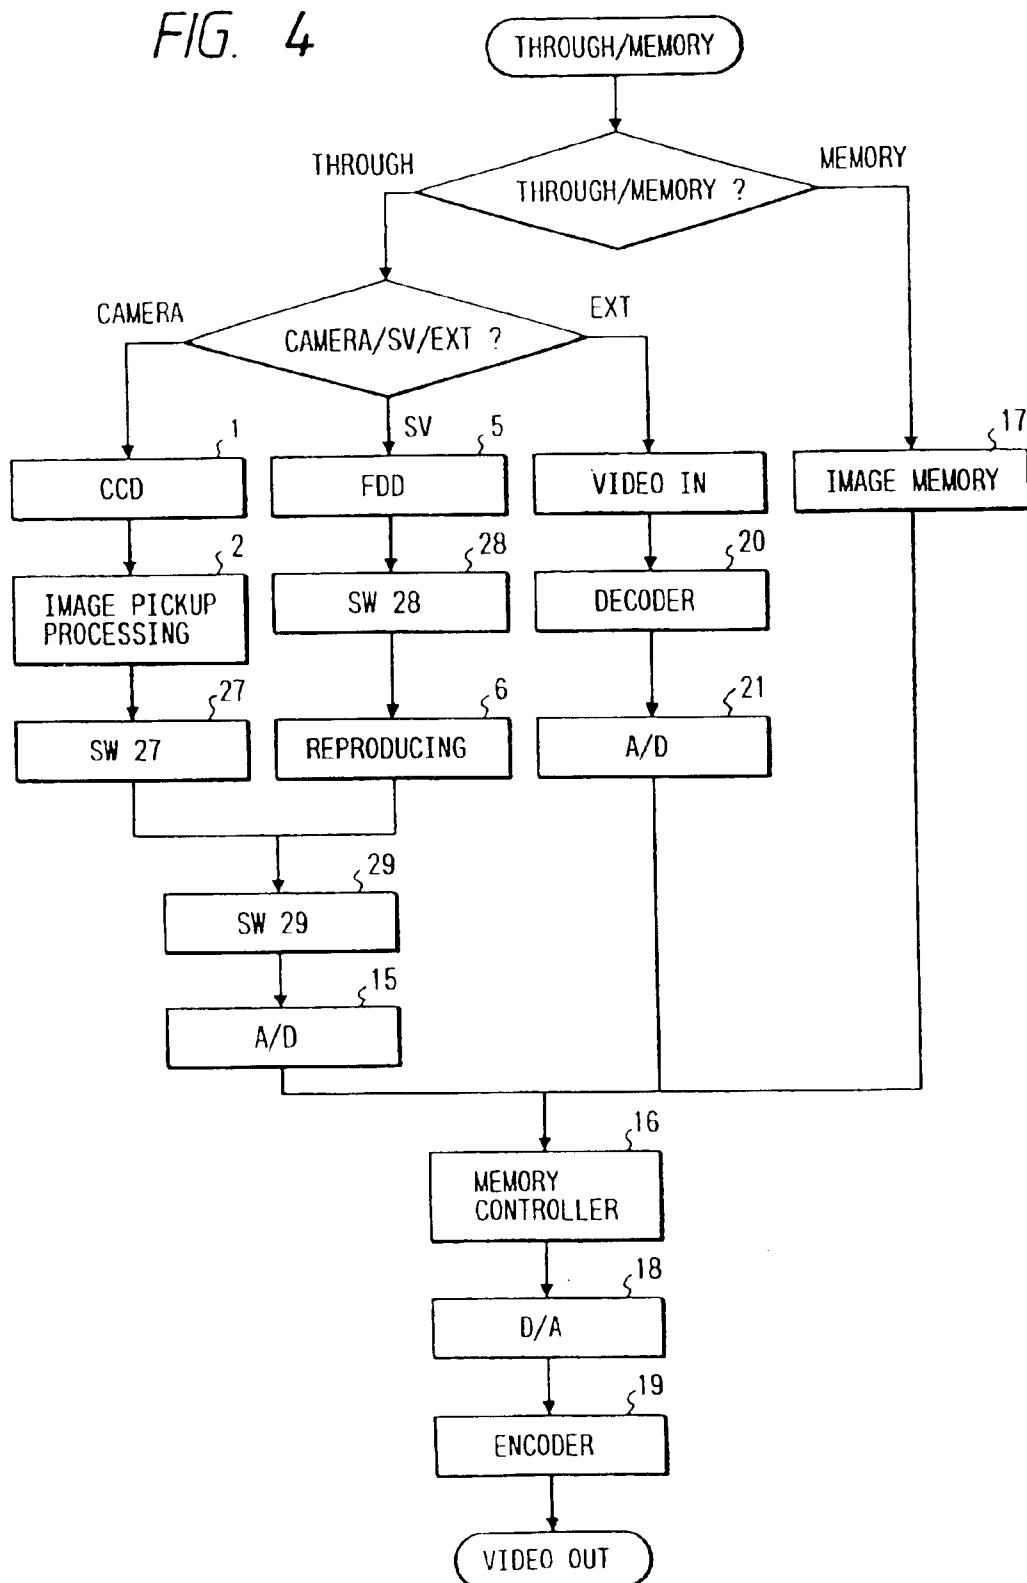 FIG. 4
THROUGH/MEMORY
THROUGH
MEMORY
THROUGH/MEMORY ?
CAMERA
EXT
CAMERA/SV/EXT ?
SV
1
5
17
CCD
FDD
VIDEO IN
IMAGE MEMORY
2
28
20
IMAGE PICKUP
PROCESSING
SW 28
DECODER
27
6
21
SW 27
REPRODUCING
A/D
29
SW 29
15
A/D
16
MEMORY
CONTROLLER
18
D/A
19
ENCODER
VIDEO OUT